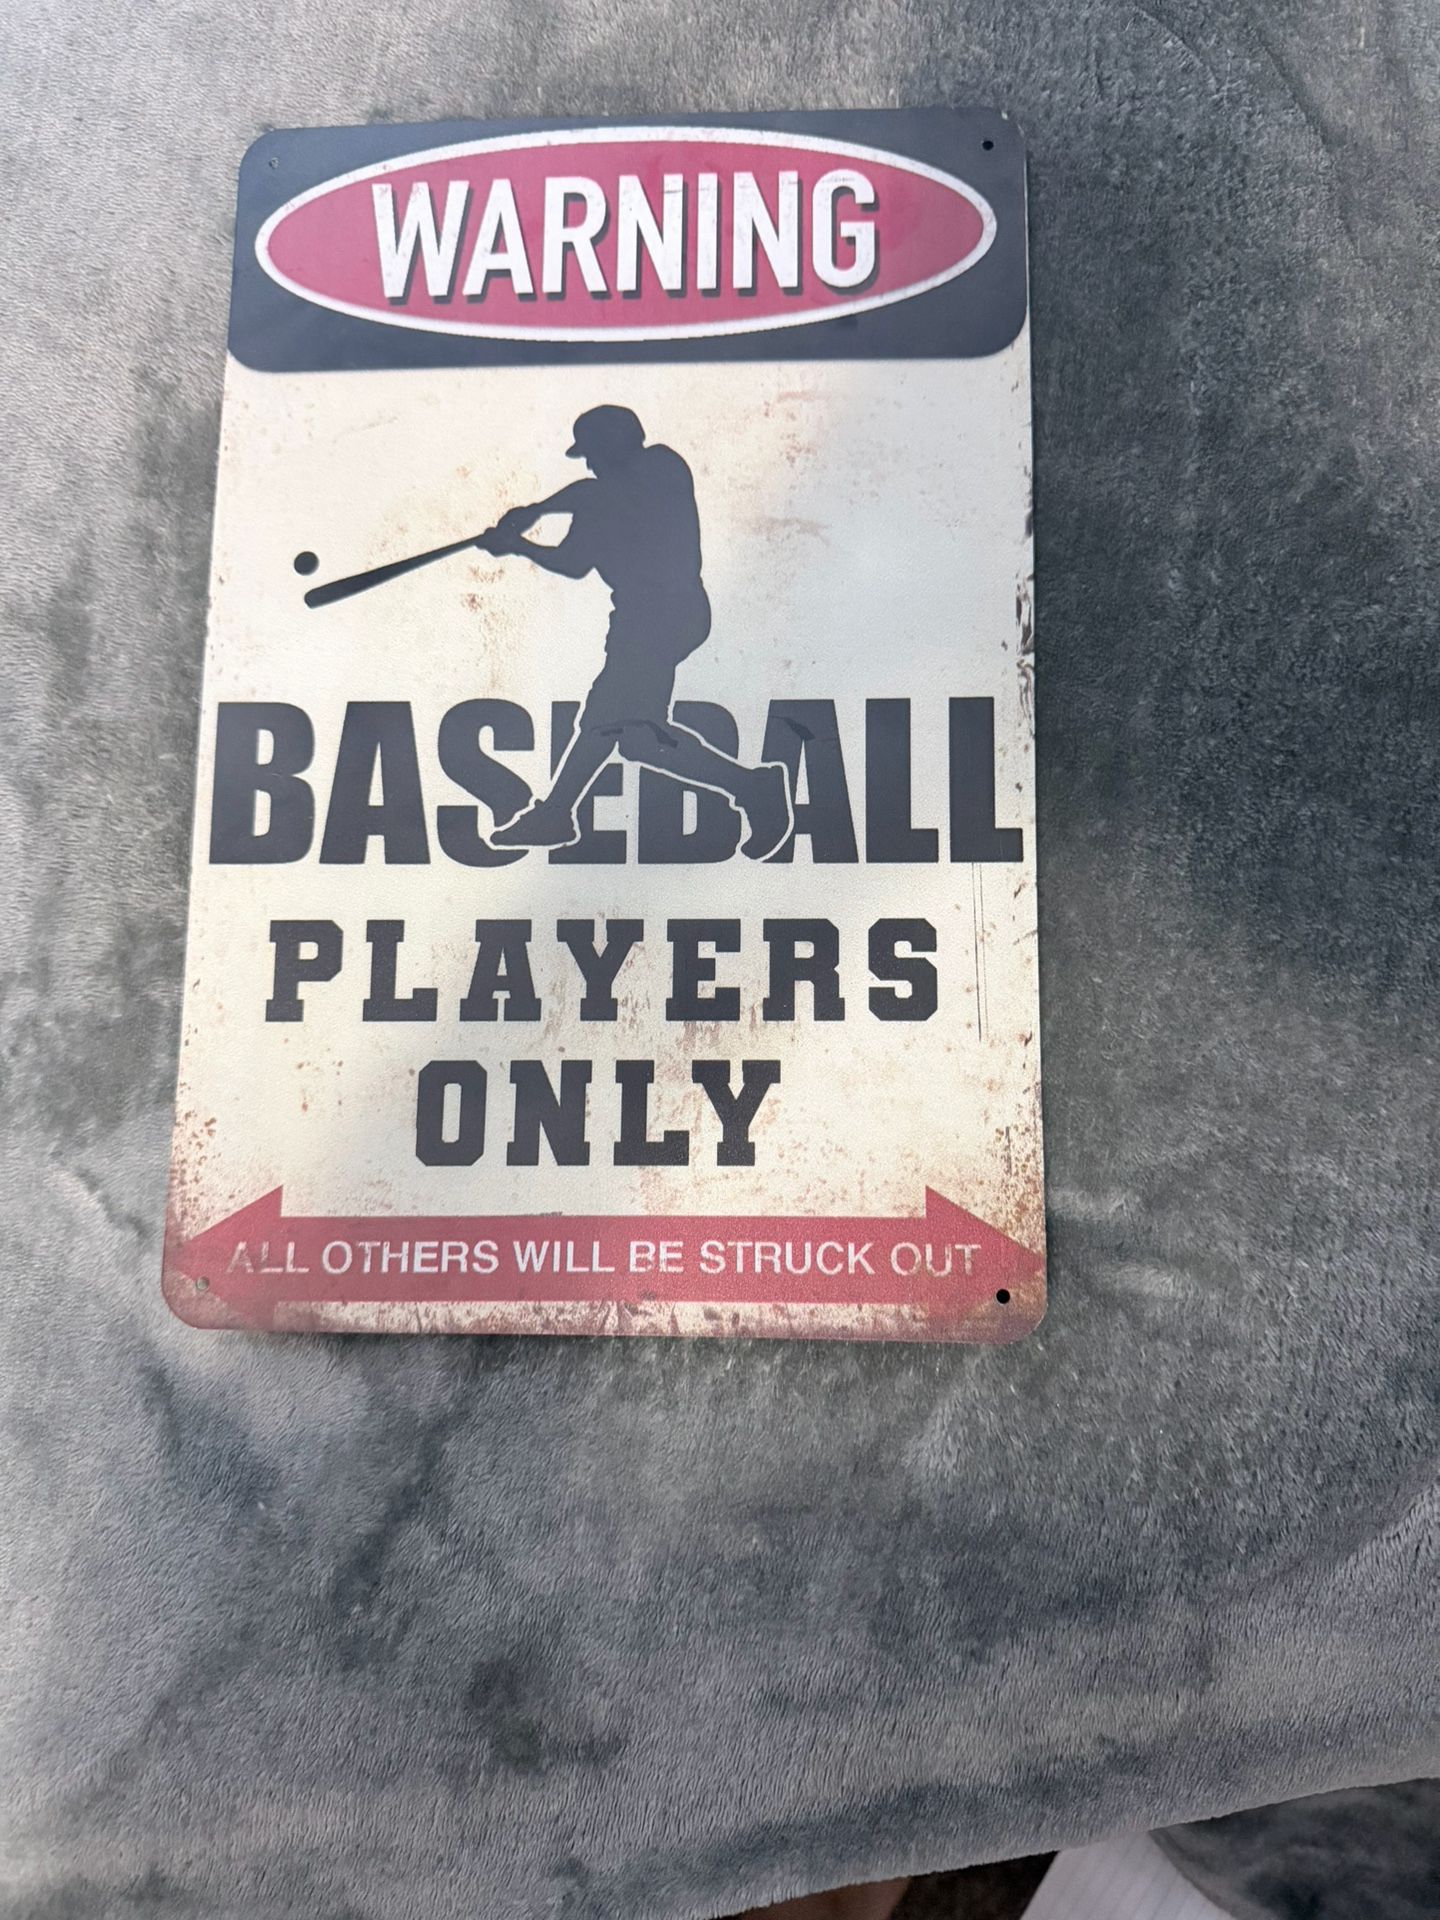 WARNING
BASEBALL
PLAYERS
ONLY
ALL OTHERS WILL BE STRUCK OUT